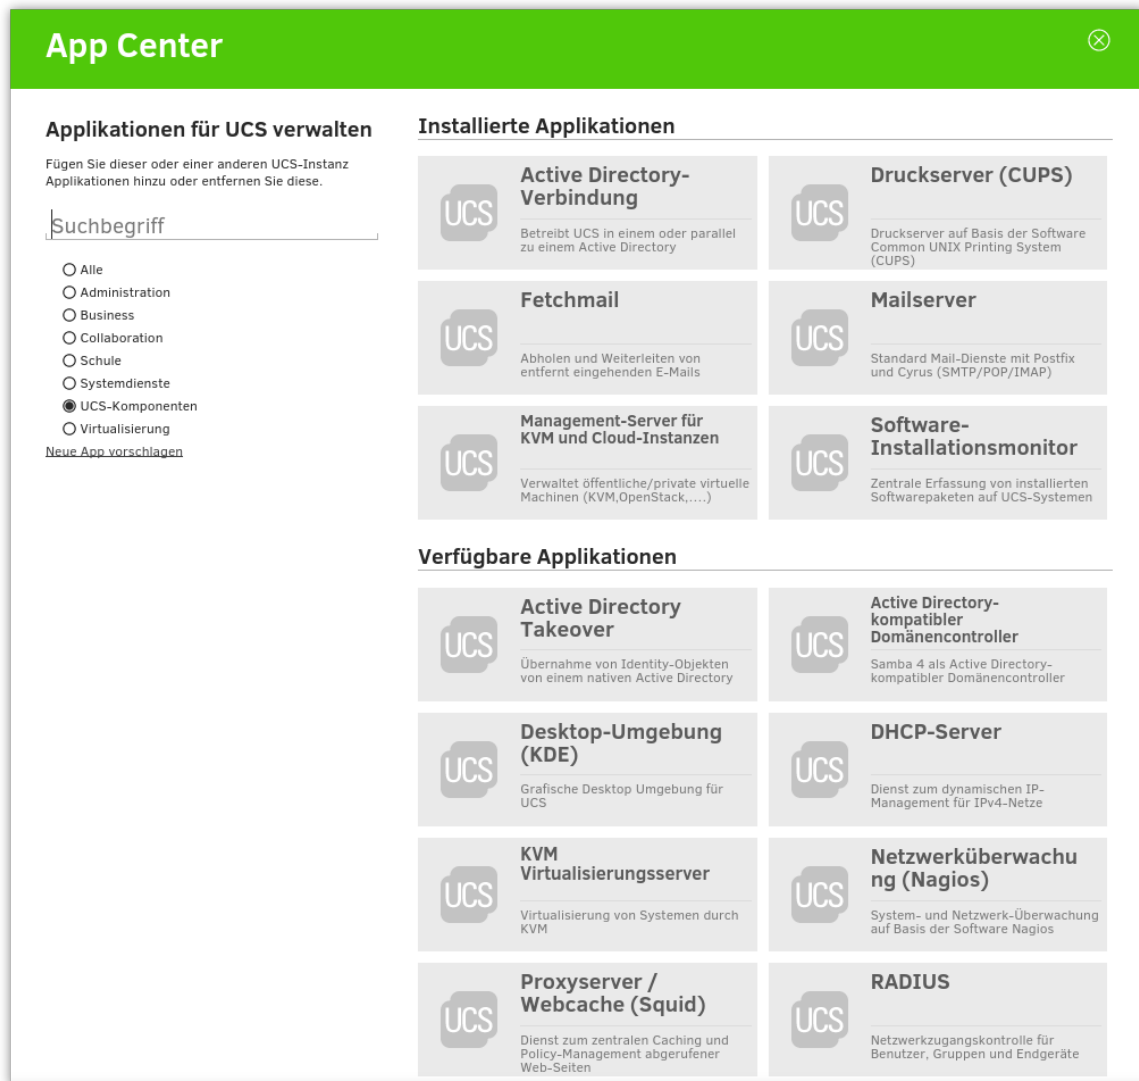 App Center
Applikationen für UCS verwalten
Fügen Sie dieser oder einer anderen UCS-Instanz
Applikationen hinzu oder entfernen Sie diese.
Suchbegriff
Alle
Administration
Business
Collaboration
Schule
Systemdienste
UCS-Komponenten
Virtualisierung
Neue App vorschlagen
Installierte Applikationen
UCS
Active Directory-
Verbindung
Betreibt UCS in einem oder parallel
zu einem Active Directory
UCS
Druckserver (CUPS)
Druckserver auf Basis der Software
Common UNIX Printing System
(CUPS)
UCS
Fetchmail
Abholen und Weiterleiten von
entfernt eingehenden E-Mails
UCS
Mailserver
Standard Mail-Dienste mit Postfix
und Cyrus (SMTP/POP/IMAP)
UCS
Management-Server für
KVM und Cloud-Instanzen
Verwaltet öffentliche/private virtuelle
Machinen (KVM,OpenStack,....)
UCS
Software-
Installationsmonitor
Zentrale Erfassung von installierten
Softwarepaketen auf UCS-Systemen
Verfügbare Applikationen
UCS
Active Directory
Takeover
Übernahme von Identity-Objekten
von einem nativen Active Directory
UCS
Active Directory-
kompatibler
Domänencontroller
Samba 4 als Active Directory-
kompatibler Domänencontroller
UCS
Desktop-Umgebung
(KDE)
Grafische Desktop Umgebung für
UCS
UCS
DHCP-Server
Dienst zum dynamischen IP-
Management für IPv4-Netze
UCS
KVM
Virtualisierungsserver
Virtualisierung von Systemen durch
KVM
UCS
Netzwerküberwachu
ng (Nagios)
System- und Netzwerk-Überwachung
auf Basis der Software Nagios
UCS
Proxyserver /
Webcache (Squid)
Dienst zum zentralen Caching und
Policy-Management abgerufener
Web-Seiten
UCS
RADIUS
Netzwerkzugangskontrolle für
Benutzer, Gruppen und Endgeräte